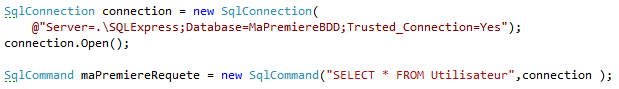 SqlConnection connection = new SqlConnection(
@"Server=.\SQLExpress;Database=MaPremiereBDD;Trusted_Connection=Yes");
connection.Open();
SqlCommand maPremiereRequete = new SqlCommand("SELECT * FROM Utilisateur",connection );